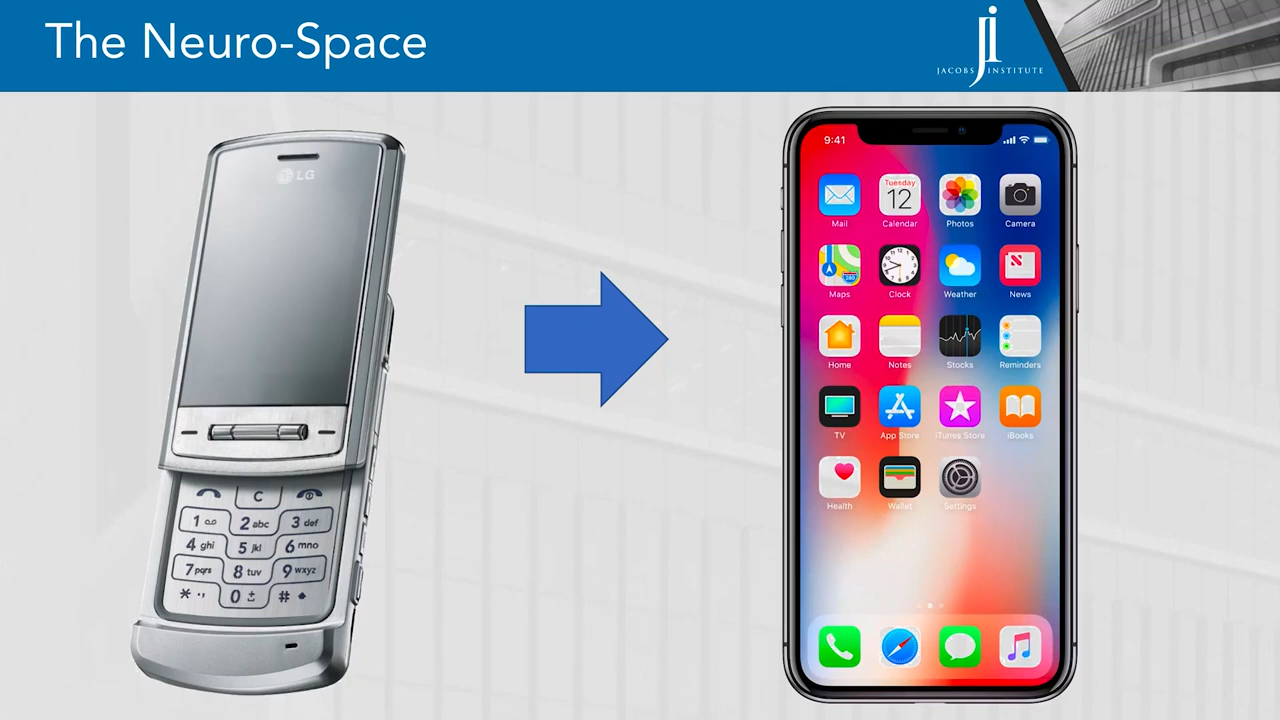 The Neuro-Space
JACOBS INSTITUTE
LG
C
1
2 abc
3 def
4 ghi
5 jkl
6 mno
7 pqrs
8 tuv
9 wxyz
* .,
0
#
9:41
Tuesday
12
Mail
Calendar
Photos
Camera
280
Maps
Clock
Weather
News
Home
Notes
Stocks
Reminders
TV
App Store
iTunes Store
iBooks
Health
Wallet
Settings